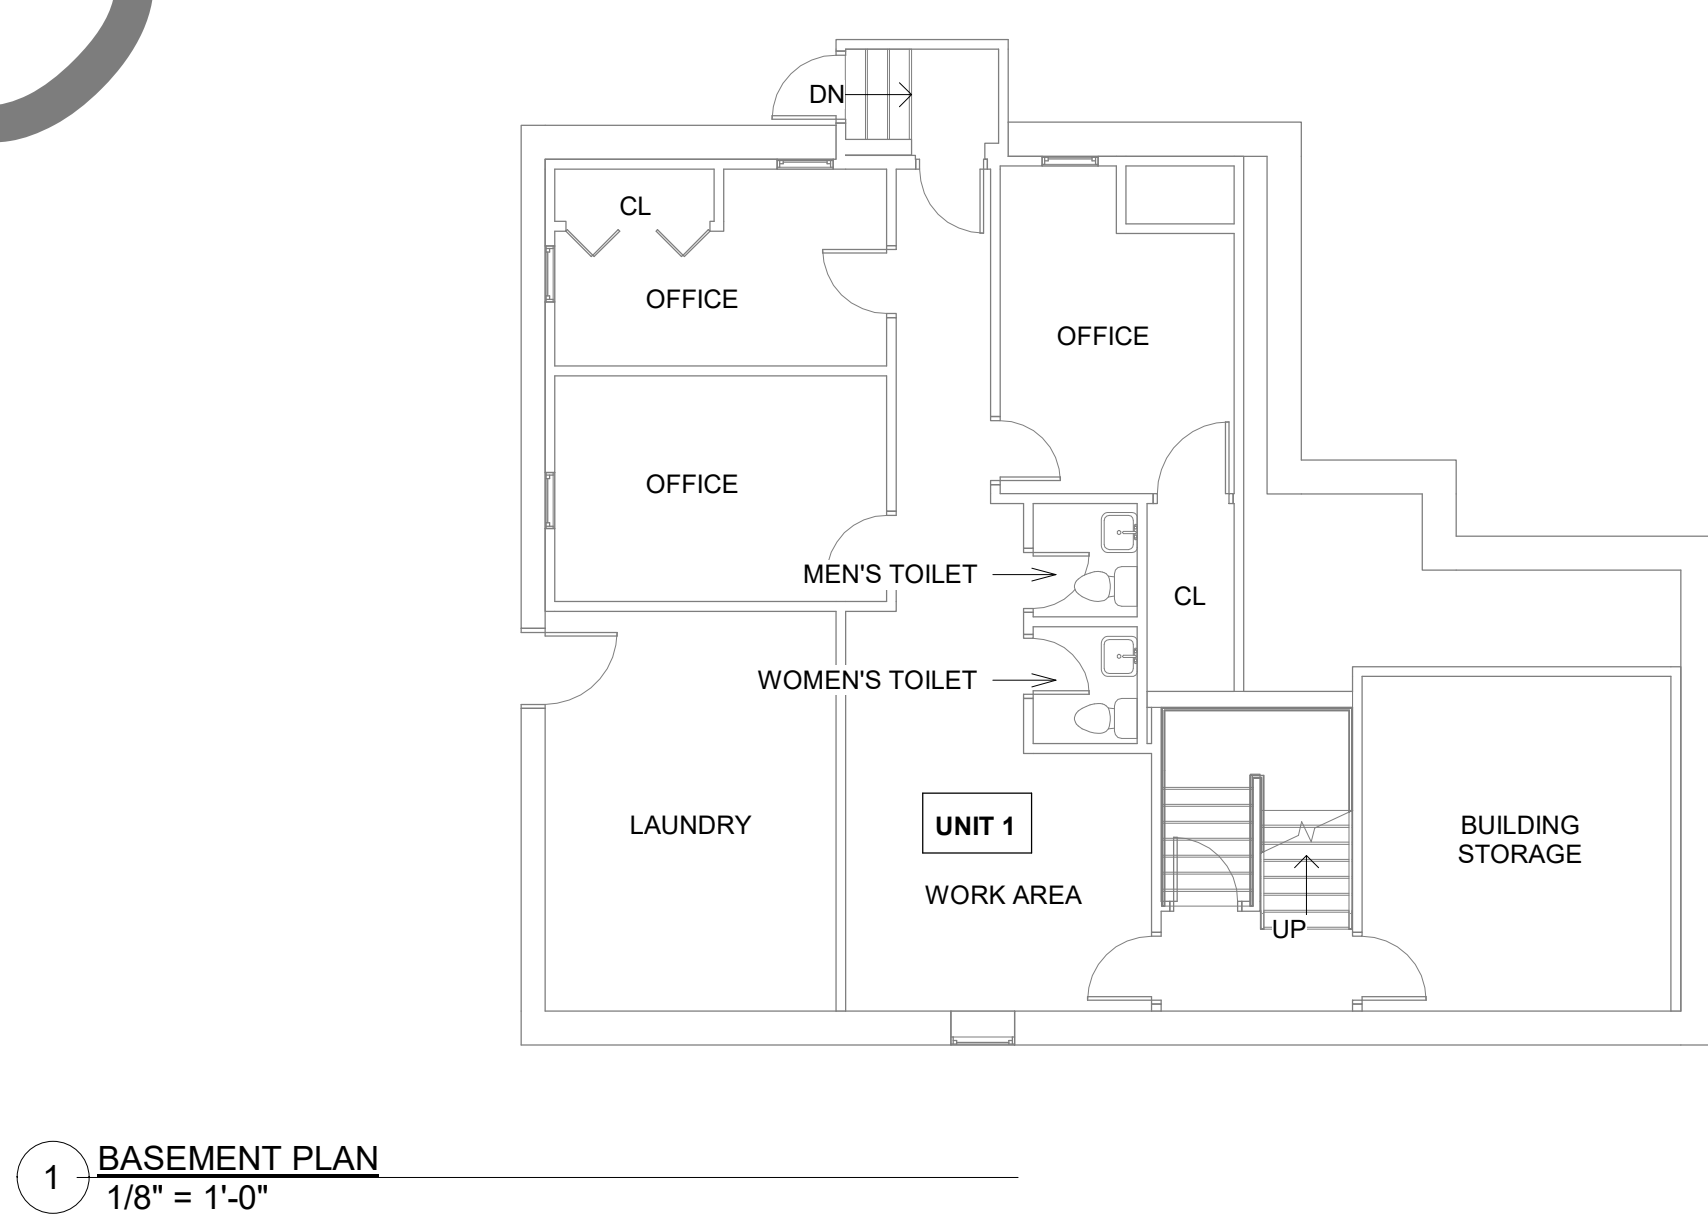 DN
CL
OFFICE
OFFICE
OFFICE
MEN'S TOILET
CL
WOMEN'S TOILET
LAUNDRY
UNIT 1
WORK AREA
BUILDING
STORAGE
UP
1
BASEMENT PLAN
1/8" = 1'-0"